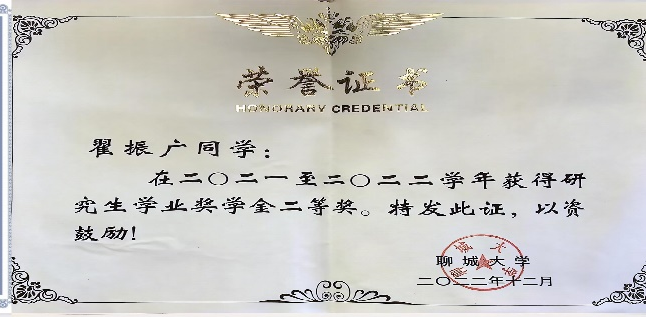 荣誉证书
HONORARY CREDENTIAL
翟振广同学：
在二〇二一至二〇二二学年获得研
究生学业奖学金二等奖。特发此证，以资
鼓励！
聊城大学
二〇二二年十二月